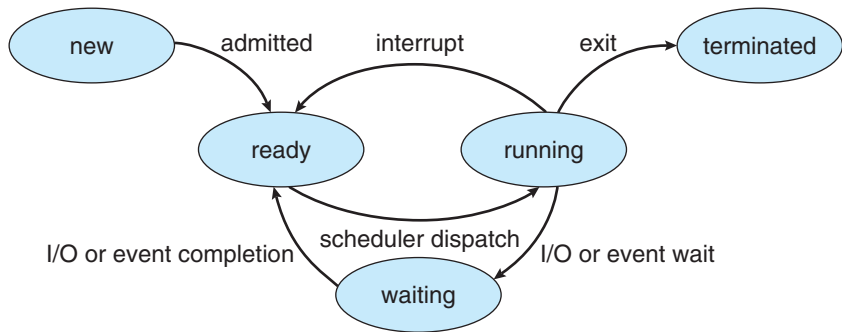 new
admitted
interrupt
exit
terminated
ready
running
I/O or event completion
scheduler dispatch
I/O or event wait
waiting